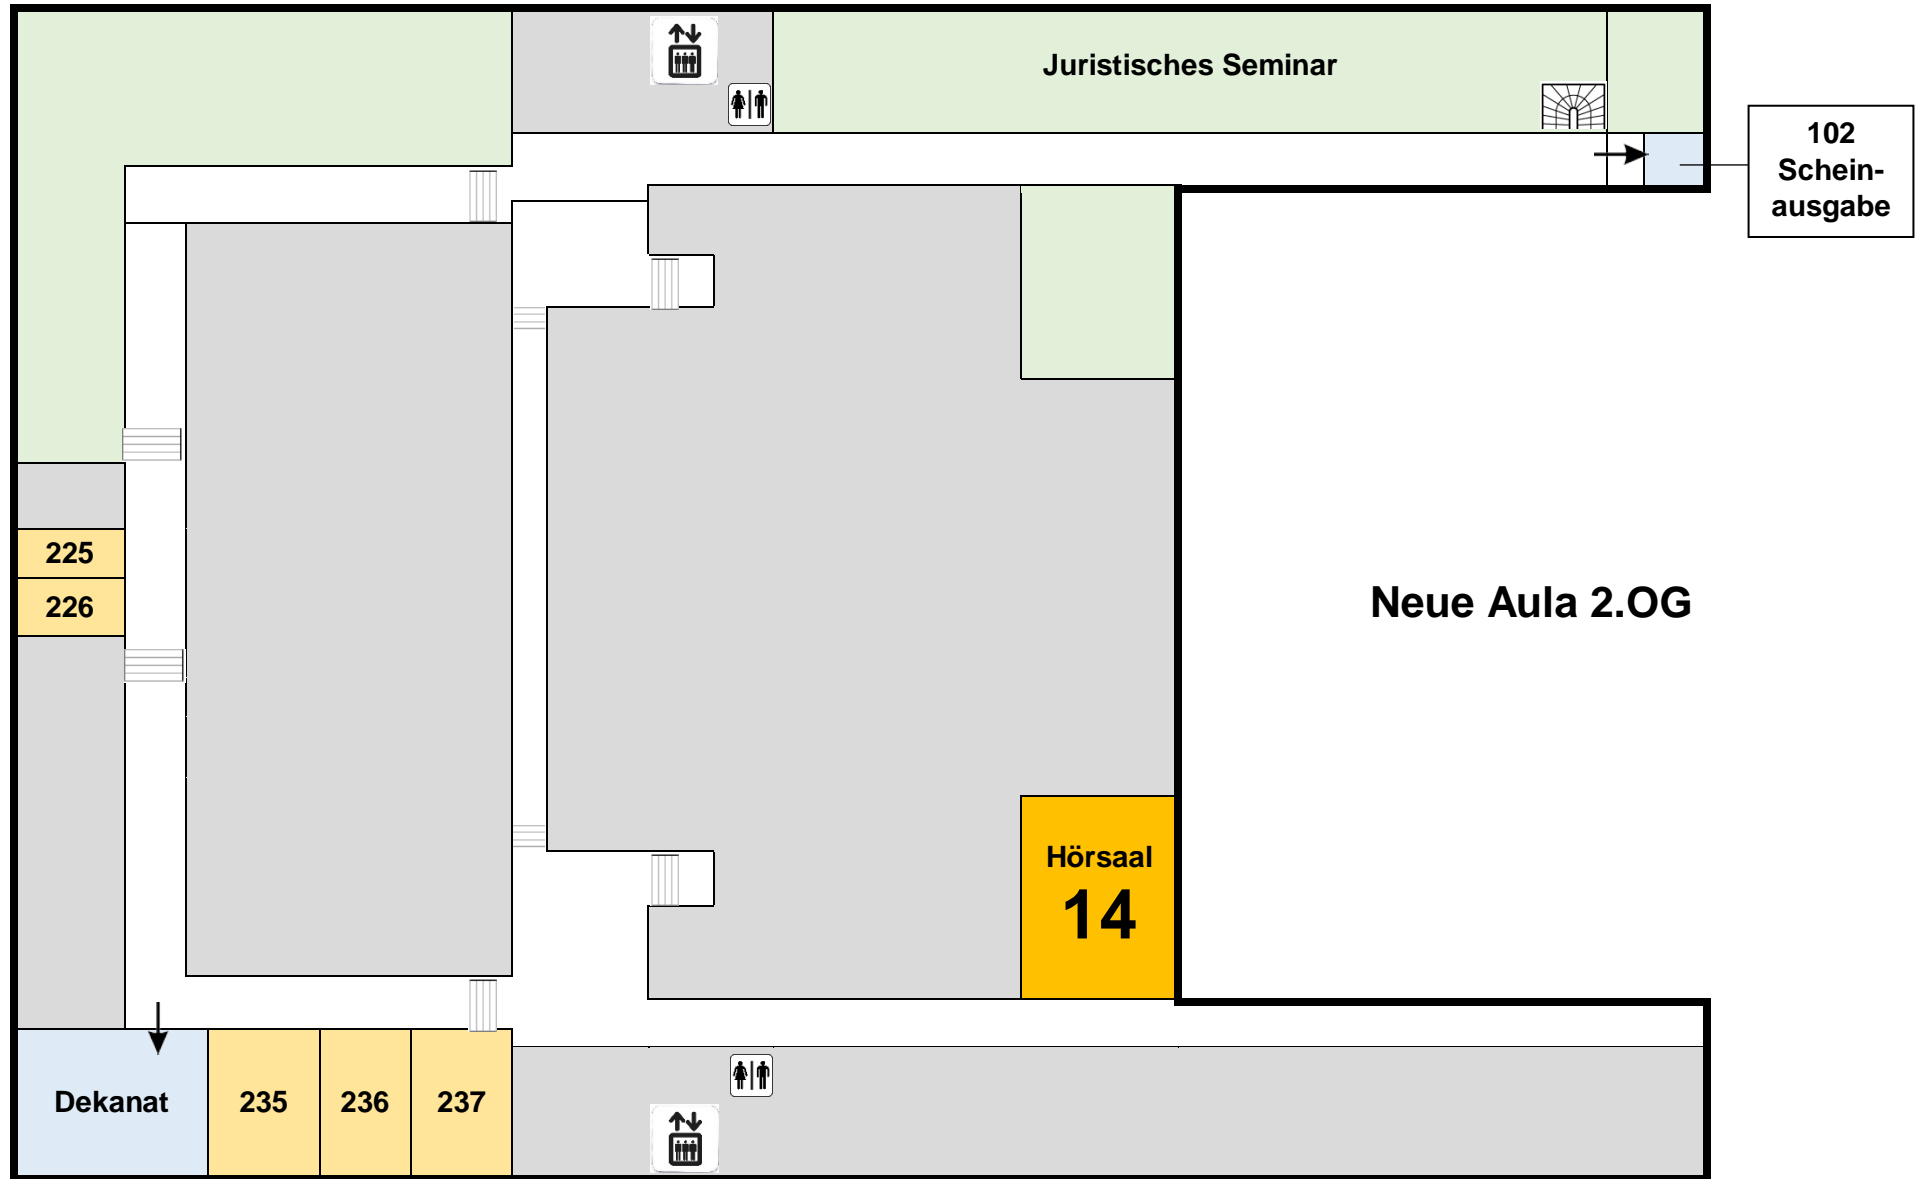 Juristisches Seminar
102
Schein-
ausgabe
225
226
Neue Aula 2.OG
Hörsaal
14
Dekanat
235
236
237